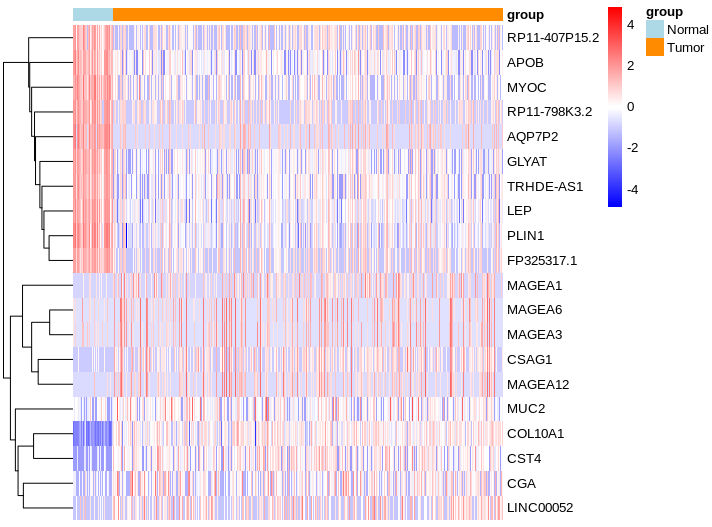 group
RP11-407P15.2
APOB
MYOC
RP11-798K3.2
AQP7P2
GLYAT
TRHDE-AS1
LEP
PLIN1
FP325317.1
MAGEA1
MAGEA6
MAGEA3
CSAG1
MAGEA12
MUC2
COL10A1
CST4
CGA
LINC00052
4
2
0
-2
-4
group
Normal
Tumor